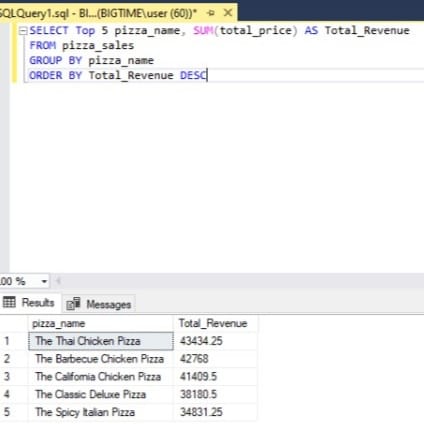 SQLQuery1.sql - BI...(BIGTIME\user (60))*
SELECT Top 5 pizza_name, SUM(total_price) AS Total_Revenue
FROM pizza_sales
GROUP BY pizza_name
ORDER BY Total_Revenue DESC
.00 %
Results Messages
pizza_name Total_Revenue
1 The Thai Chicken Pizza 43434.25
2 The Barbecue Chicken Pizza 42768
3 The California Chicken Pizza 41409.5
4 The Classic Deluxe Pizza 38180.5
5 The Spicy Italian Pizza 34831.25